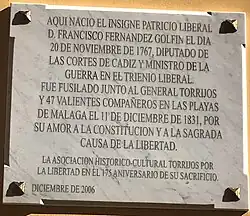 AQUI NACIO EL INSIGNE PATRICIO LIBERAL
D. FRANCISCO FERNANDEZ GOLFIN EL DIA
20 DE NOVIEMBRE DE 1767, DIPUTADO DE
LAS CORTES DE CADIZ Y MINISTRO DE LA
GUERRA EN EL TRIENIO LIBERAL.
FUE FUSILADO JUNTO AL GENERAL TORRIJOS
Y 47 VALIENTES COMPAÑEROS EN LAS PLAYAS
DE MALAGA EL 11 DE DICIEMBRE DE 1831, POR
SU AMOR A LA CONSTITUCION Y A LA SAGRADA
CAUSA DE LA LIBERTAD.
LA ASOCIACION HISTORICO-CULTURAL TORRIJOS POR
LA LIBERTAD EN EL 175 ANIVERSARIO DE SU SACRIFICIO.
DICIEMBRE DE 2006